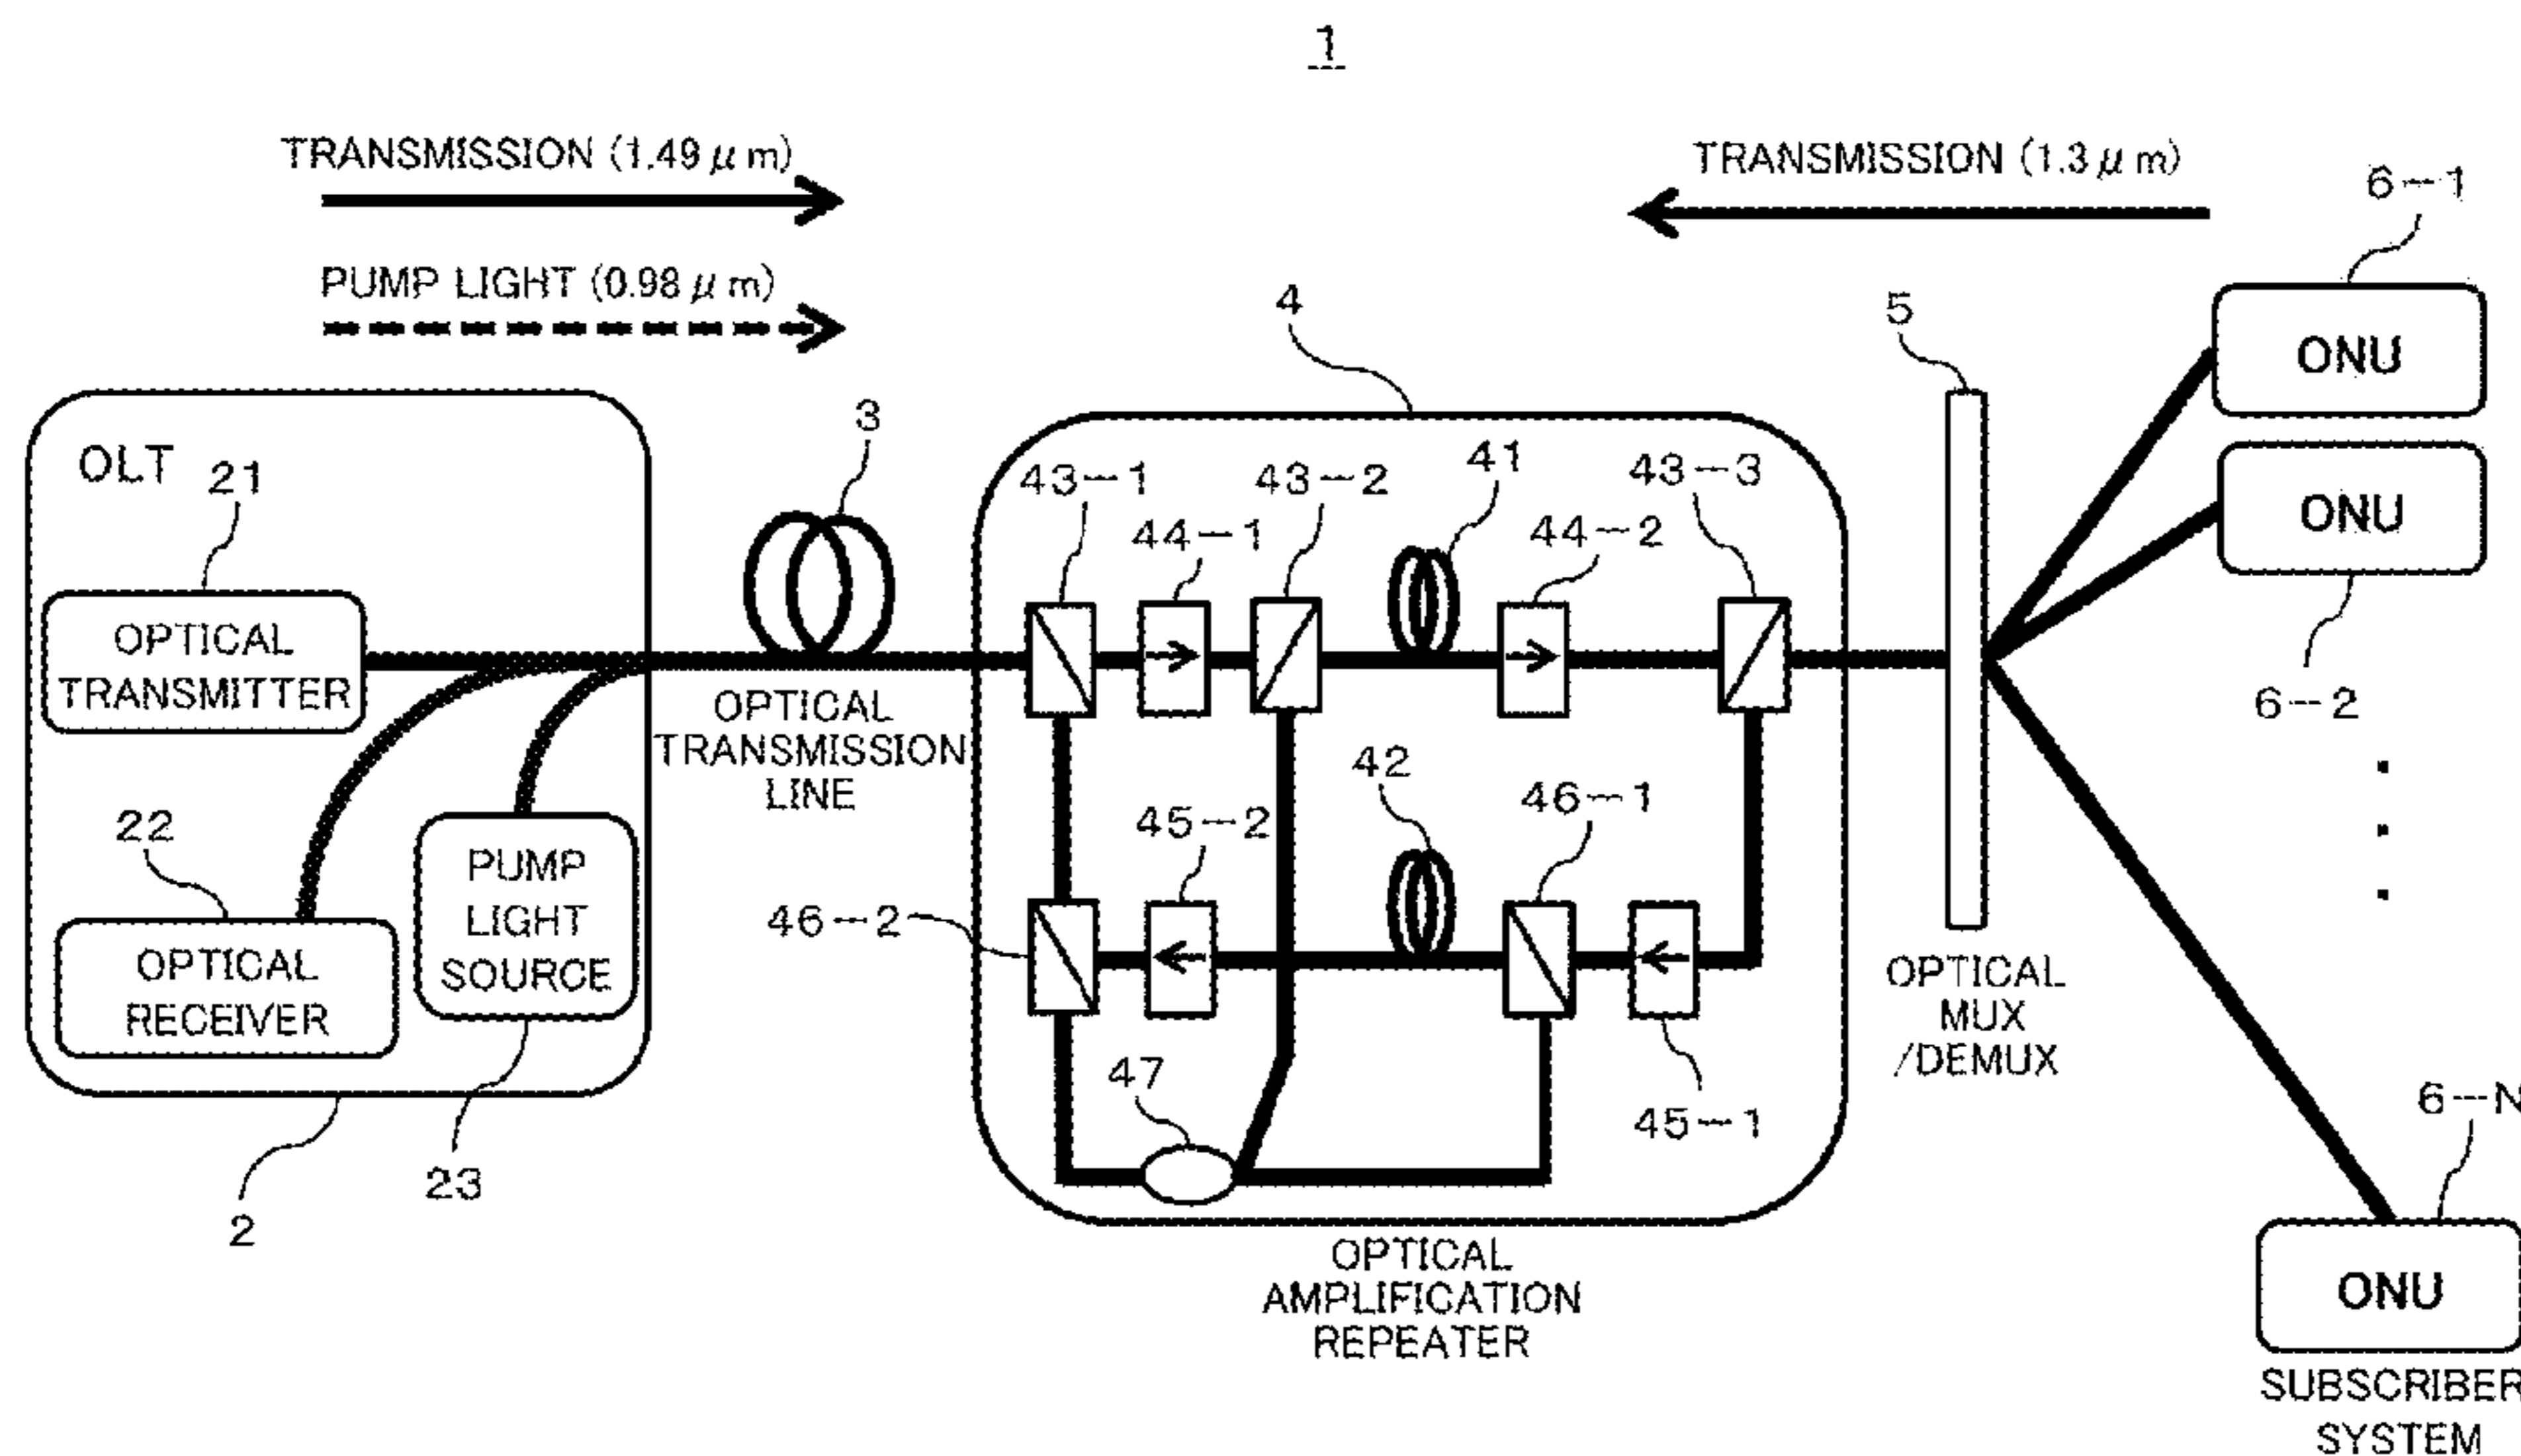 1
TRANSMISSION (1.49 μm)
TRANSMISSION (1.3 μm)
PUMP LIGHT (0.98 μm)
6-1
ONU
4
5
3
OLT
21
43-1
43-2
41
43-3
44-1
44-2
ONU
6-2
OPTICAL
TRANSMITTER
OPTICAL
TRANSMISSION
LINE
22
PUMP
LIGHT
SOURCE
OPTICAL
RECEIVER
42
45-2
46-1
46-2
OPTICAL
MUX
/DEMUX
47
45-1
6-N
23
2
OPTICAL
AMPLIFICATION
REPEATER
ONU
SUBSCRIBER
SYSTEM